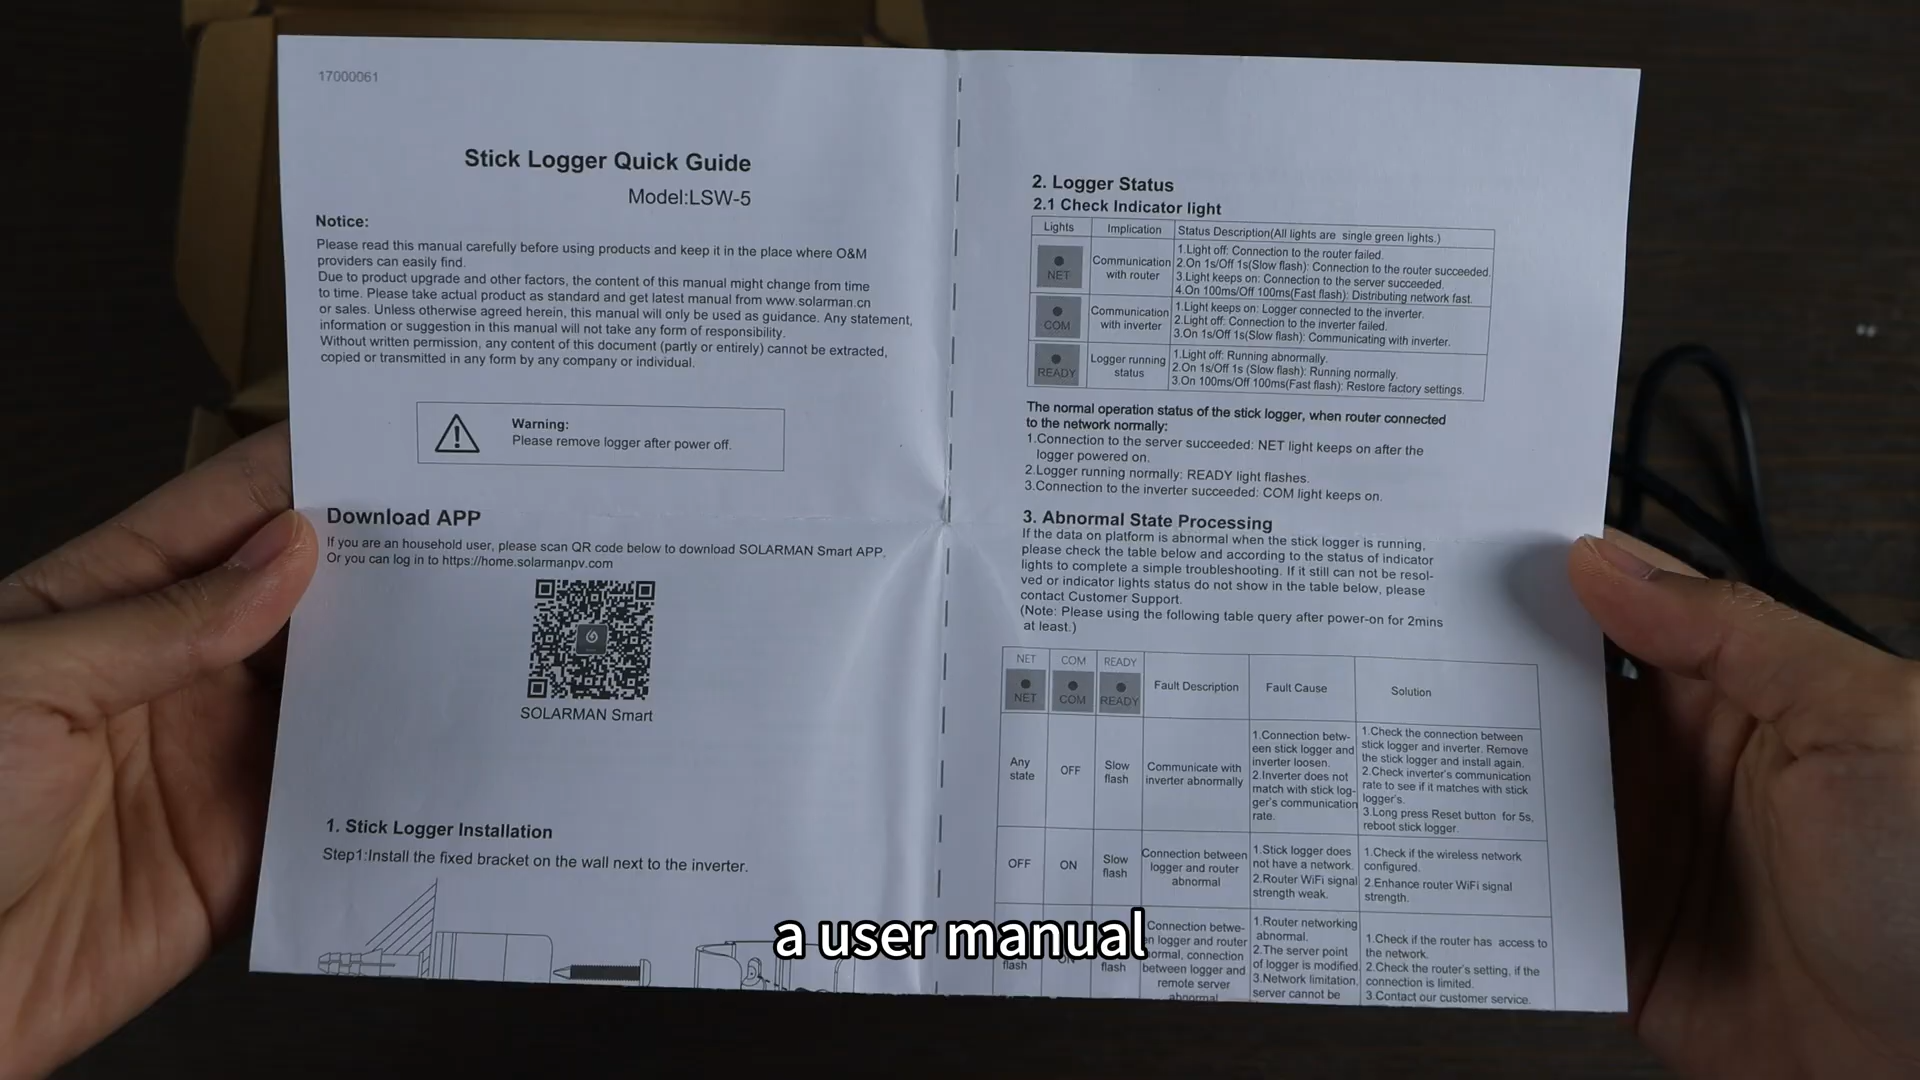 17000061
Stick Logger Quick Guide
Model:LSW-5
Notice:
Please read this manual carefully before using products and keep it in the place where O&M
providers can easily find.
Due to product upgrade and other factors, the content of this manual might change from time
to time. Please take actual product as standard and get latest manual from www.solarman.cn
or sales. Unless otherwise agreed herein, this manual will only be used as guidance. Any statement,
information or suggestion in this manual will not take any form of responsibility.
Without written permission, any content of this document (partly or entirely) cannot be extracted,
copied or transmitted in any form by any company or individual.
Warning:
Please remove logger after power off.
Download APP
If you are an household user, please scan QR code below to download SOLARMAN Smart APP.
Or you can log in to https://home.solarmanpv.com
SOLARMAN Smart
1. Stick Logger Installation
Step1:Install the fixed bracket on the wall next to the inverter.
2. Logger Status
2.1 Check Indicator light
Lights
Implication
Status Description(All lights are single green lights.)
NET
Communication
with router
1.Light off: Connection to the router failed.
2.On 1s/Off 1s(Slow flash): Connection to the router succeeded.
3.Light keeps on: Connection to the server succeeded.
4.On 100ms/Off 100ms(Fast flash): Distributing network fast.
COM
Communication
with inverter
1.Light keeps on: Logger connected to the inverter.
2.Light off: Connection to the inverter failed.
3.On 1s/Off 1s(Slow flash): Communicating with inverter.
READY
Logger running
status
1.Light off: Running abnormally.
2.On 1s/Off 1s (Slow flash): Running normally.
3.On 100ms/Off 100ms(Fast flash): Restore factory settings.
The normal operation status of the stick logger, when router connected
to the network normally:
1.Connection to the server succeeded: NET light keeps on after the
logger powered on.
2.Logger running normally: READY light flashes.
3.Connection to the inverter succeeded: COM light keeps on.
3. Abnormal State Processing
If the data on platform is abnormal when the stick logger is running,
please check the table below and according to the status of indicator
lights to complete a simple troubleshooting. If it still can not be resol-
ved or indicator lights status do not show in the table below, please
contact Customer Support.
(Note: Please using the following table query after power-on for 2mins
at least.)
NET
COM
READY
NET
COM
READY
Fault Description
Fault Cause
Solution
Any
state
OFF
Slow
flash
Communicate with
inverter abnormally
1.Connection betw-
een stick logger and
inverter loosen.
2.Inverter does not
match with stick log-
ger's communication
rate.
1.Check the connection between
stick logger and inverter. Remove
the stick logger and install again.
2.Check inverter's communication
rate to see if it matches with stick
logger's.
3.Long press Reset button for 5s,
reboot stick logger.
OFF
ON
Slow
flash
Connection between
logger and router
abnormal
1.Stick logger does
not have a network.
2.Router WiFi signal
strength weak.
1.Check if the wireless network
configured.
2.Enhance router WiFi signal
strength.
flash
ON
flash
Connection betwe-
n logger and router
ormal, connection
between logger and
remote server
abnormal
1.Router networking
abnormal.
2.The server point
of logger is modified.
3.Network limitation,
server cannot be
1.Check if the router has access to
the network.
2.Check the router's setting, if the
connection is limited.
3.Contact our customer service.
a user manual